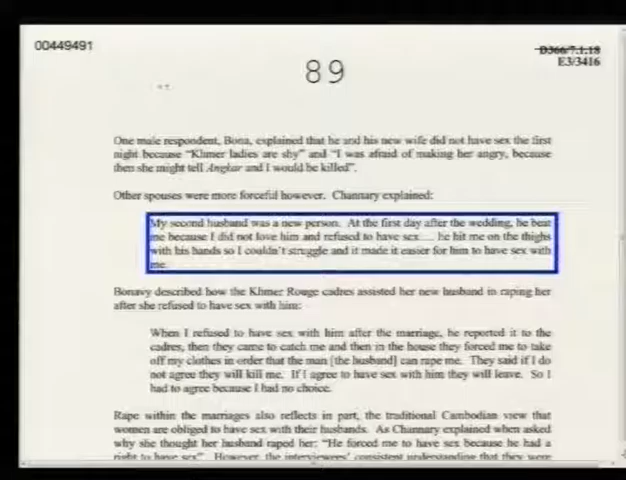 00449491
89
D366/7.1.18
E3/3416
One male respondent, Bona, explained that he and his new wife did not have sex the first
night because "Khmer ladies are shy" and "I was afraid of making her angry, because
then she might tell Angkar and I would be killed".
Other spouses were more forceful however. Channary explained:
My second husband was a new person. At the first day after the wedding, he beat
me because I did not love him and refused to have sex ... he hit me on the thighs
with his hands so I couldn't struggle and it made it easier for him to have sex with
me.
Bonavy described how the Khmer Rouge cadres assisted her new husband in raping her
after she refused to have sex with him:
When I refused to have sex with him after the marriage, he reported it to the
cadres, then they came to catch me and then in the house they forced me to take
off my clothes in order that the man [the husband] can rape me. They said if I do
not agree they will kill me. If I agree to have sex with him they will leave. So I
had to agree because I had no choice.
Rape within the marriages also reflects in part, the traditional Cambodian view that
women are obliged to have sex with their husbands. As Channary explained when asked
why she thought her husband raped her: "He forced me to have sex because he had a
right to have sex". However, the interviewees' consistent understanding that they were